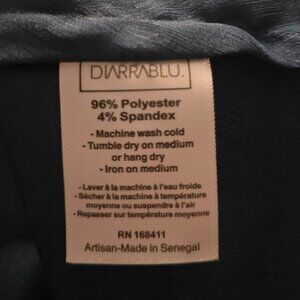 DIARRABLU.
96% Polyester
4% Spandex
- Machine wash cold
- Tumble dry on medium
or hang dry
- Iron on medium
- Laver à la machine à l'eau froide
- Sécher à la machine à température
moyenne ou suspendre à l'air
- Repasser sur température moyenne
RN 168411
Artisan-Made in Senegal